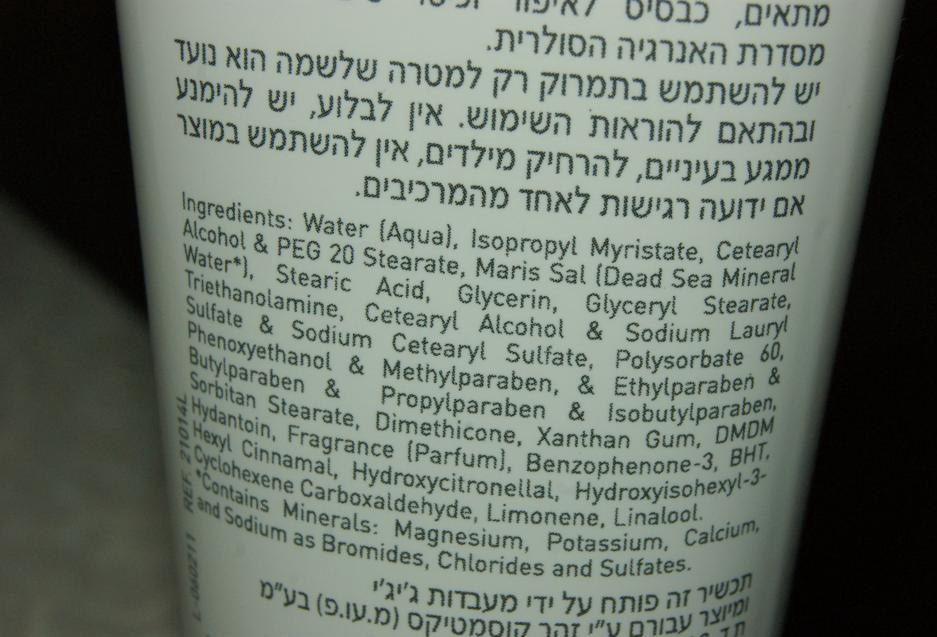 מתאים, כבסיס לאיפור
מסדרת האנרגיה הסולרית.
יש להשתמש בתמרוק רק למטרה שלשמה הוא נועד
ובהתאם להוראות השימוש. אין לבלוע, יש להימנע
ממגע בעיניים, להרחיק מילדים, אין להשתמש במוצר
אם ידועה רגישות לאחד מהמרכיבים.
Ingredients: Water (Aqua), Isopropyl Myristate, Cetearyl
Alcohol & PEG 20 Stearate, Maris Sal (Dead Sea Mineral
Water*), Stearic Acid, Glycerin, Glyceryl Stearate,
Triethanolamine, Cetearyl Alcohol & Sodium Lauryl
Sulfate & Sodium Cetearyl Sulfate, Polysorbate 60,
Phenoxyethanol & Methylparaben, & Ethylparaben &
Butylparaben & Propylparaben & Isobutylparaben,
Sorbitan Stearate, Dimethicone, Xanthan Gum, DMDM
Hydantoin, Fragrance (Parfum), Benzophenone-3, BHT,
Hexyl Cinnamal, Hydroxycitronellal, Hydroxyisohexyl-3-
Cyclohexene Carboxaldehyde, Limonene, Linalool.
*Contains Minerals: Magnesium, Potassium, Calcium,
and Sodium as Bromides, Chlorides and Sulfates.
תכשיר זה פותח על ידי מעבדות ג'יג'י
ומיוצר עבורם ע"י זהר קוסמטיקס (מ.עו.פ) בע"מ
L-040211 REF: 21014L